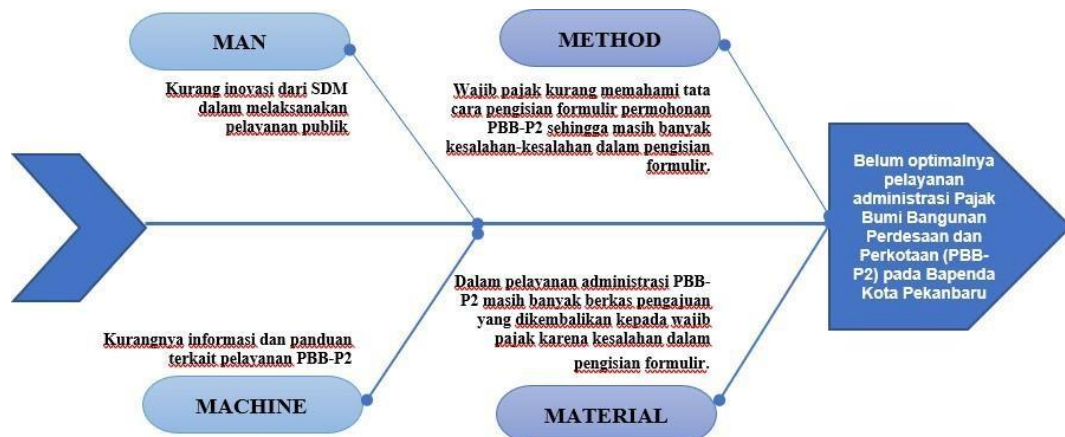 MAN
Kurang inovasi dari SDM
dalam melaksanakan
pelayanan publik
METHOD
Wajib pajak kurang memahami tata
cara pengisian formulir permohonan
PBB-P2 sehingga masih banyak
kesalahan-kesalahan dalam pengisian
formulir.
Belum optimalnya
pelayanan
administrasi Pajak
Bumi Bangunan
Perdesaan dan
Perkotaan (PBB-
P2) pada Bapenda
Kota Pekanbaru
Kurangnya informasi dan panduan
terkait pelayanan PBB-P2
MACHINE
Dalam pelayanan administrasi PBB-
P2 masih banyak berkas pengajuan
yang dikembalikan kepada wajib
pajak karena kesalahan dalam
pengisian formulir.
MATERIAL